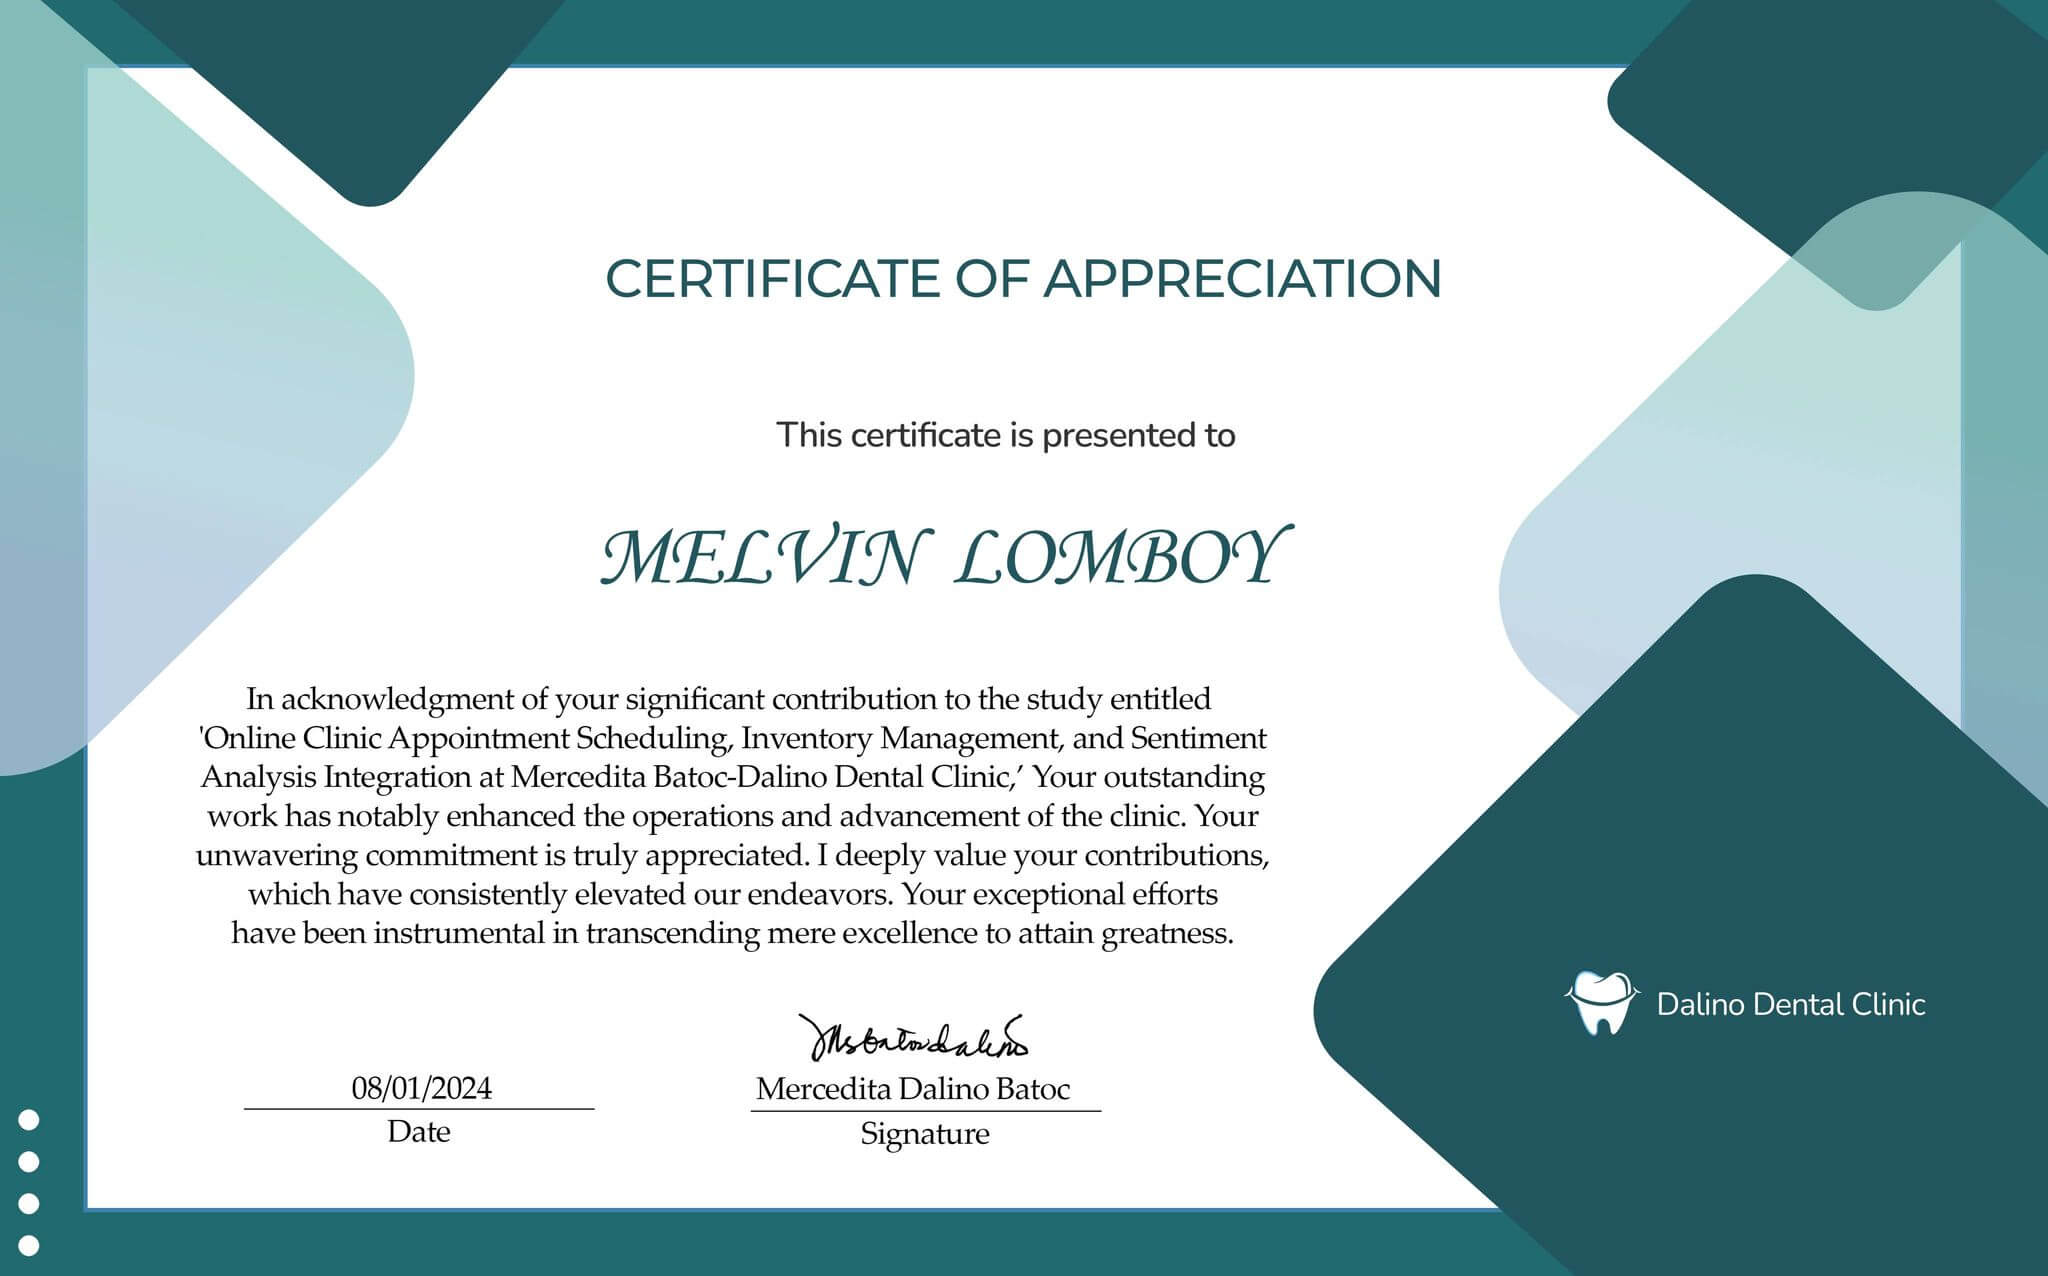 CERTIFICATE OF APPRECIATION
This certificate is presented to
MELVIN LOMBOY
In acknowledgment of your significant contribution to the study entitled
'Online Clinic Appointment Scheduling, Inventory Management, and Sentiment
Analysis Integration at Mercedita Batoc-Dalino Dental Clinic,’ Your outstanding
work has notably enhanced the operations and advancement of the clinic. Your
unwavering commitment is truly appreciated. I deeply value your contributions,
which have consistently elevated our endeavors. Your exceptional efforts
have been instrumental in transcending mere excellence to attain greatness.
Dalino Dental Clinic
08/01/2024
Date
Mercedita Dalino Batoc
Signature